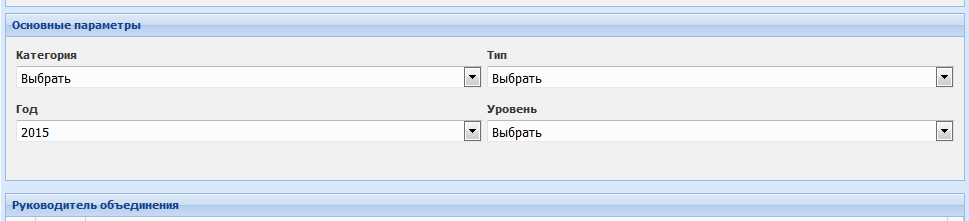 Основные параметры
Категория Тип
Выбрать Выбрать
Год Уровень
2015 Выбрать
Руководитель объединения